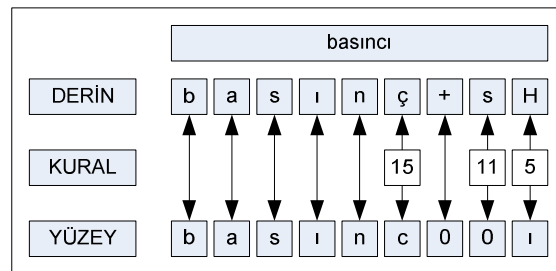 basıncı
DERİN b a s ı n ç + s H
KURAL 15 11 5
YÜZEY b a s ı n c 0 0 ı